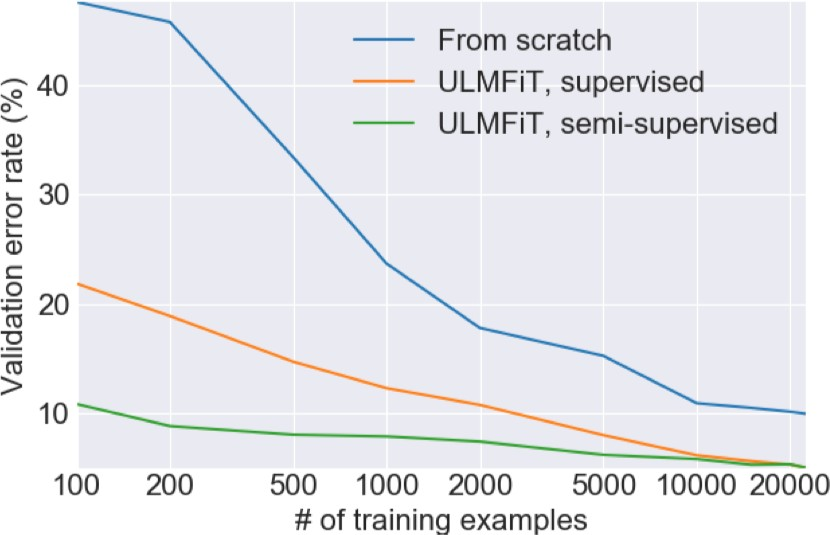 From scratch
ULMFiT, supervised
ULMFiT, semi-supervised
Validation error rate (%)
40
30
20
10
100 200 500 1000 2000 5000 10000 20000
# of training examples